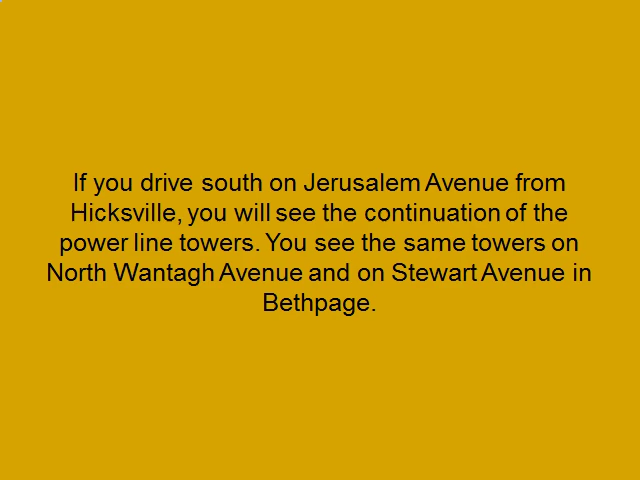 If you drive south on Jerusalem Avenue from
Hicksville, you will see the continuation of the
power line towers. You see the same towers on
North Wantagh Avenue and on Stewart Avenue in
Bethpage.